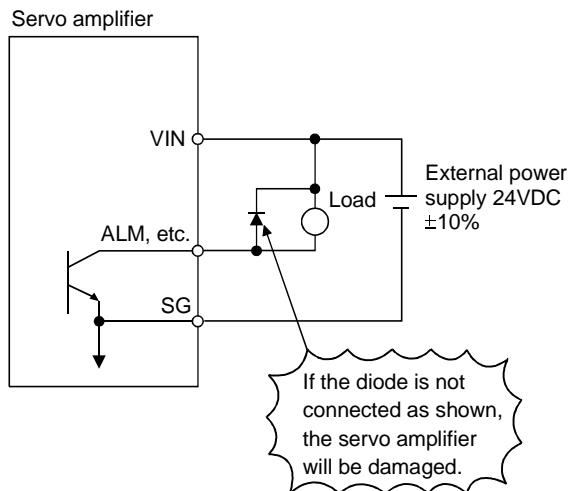 Servo amplifier
VIN
ALM, etc.
SG
Load
External power
supply 24VDC
±10%
If the diode is not
connected as shown,
the servo amplifier
will be damaged.